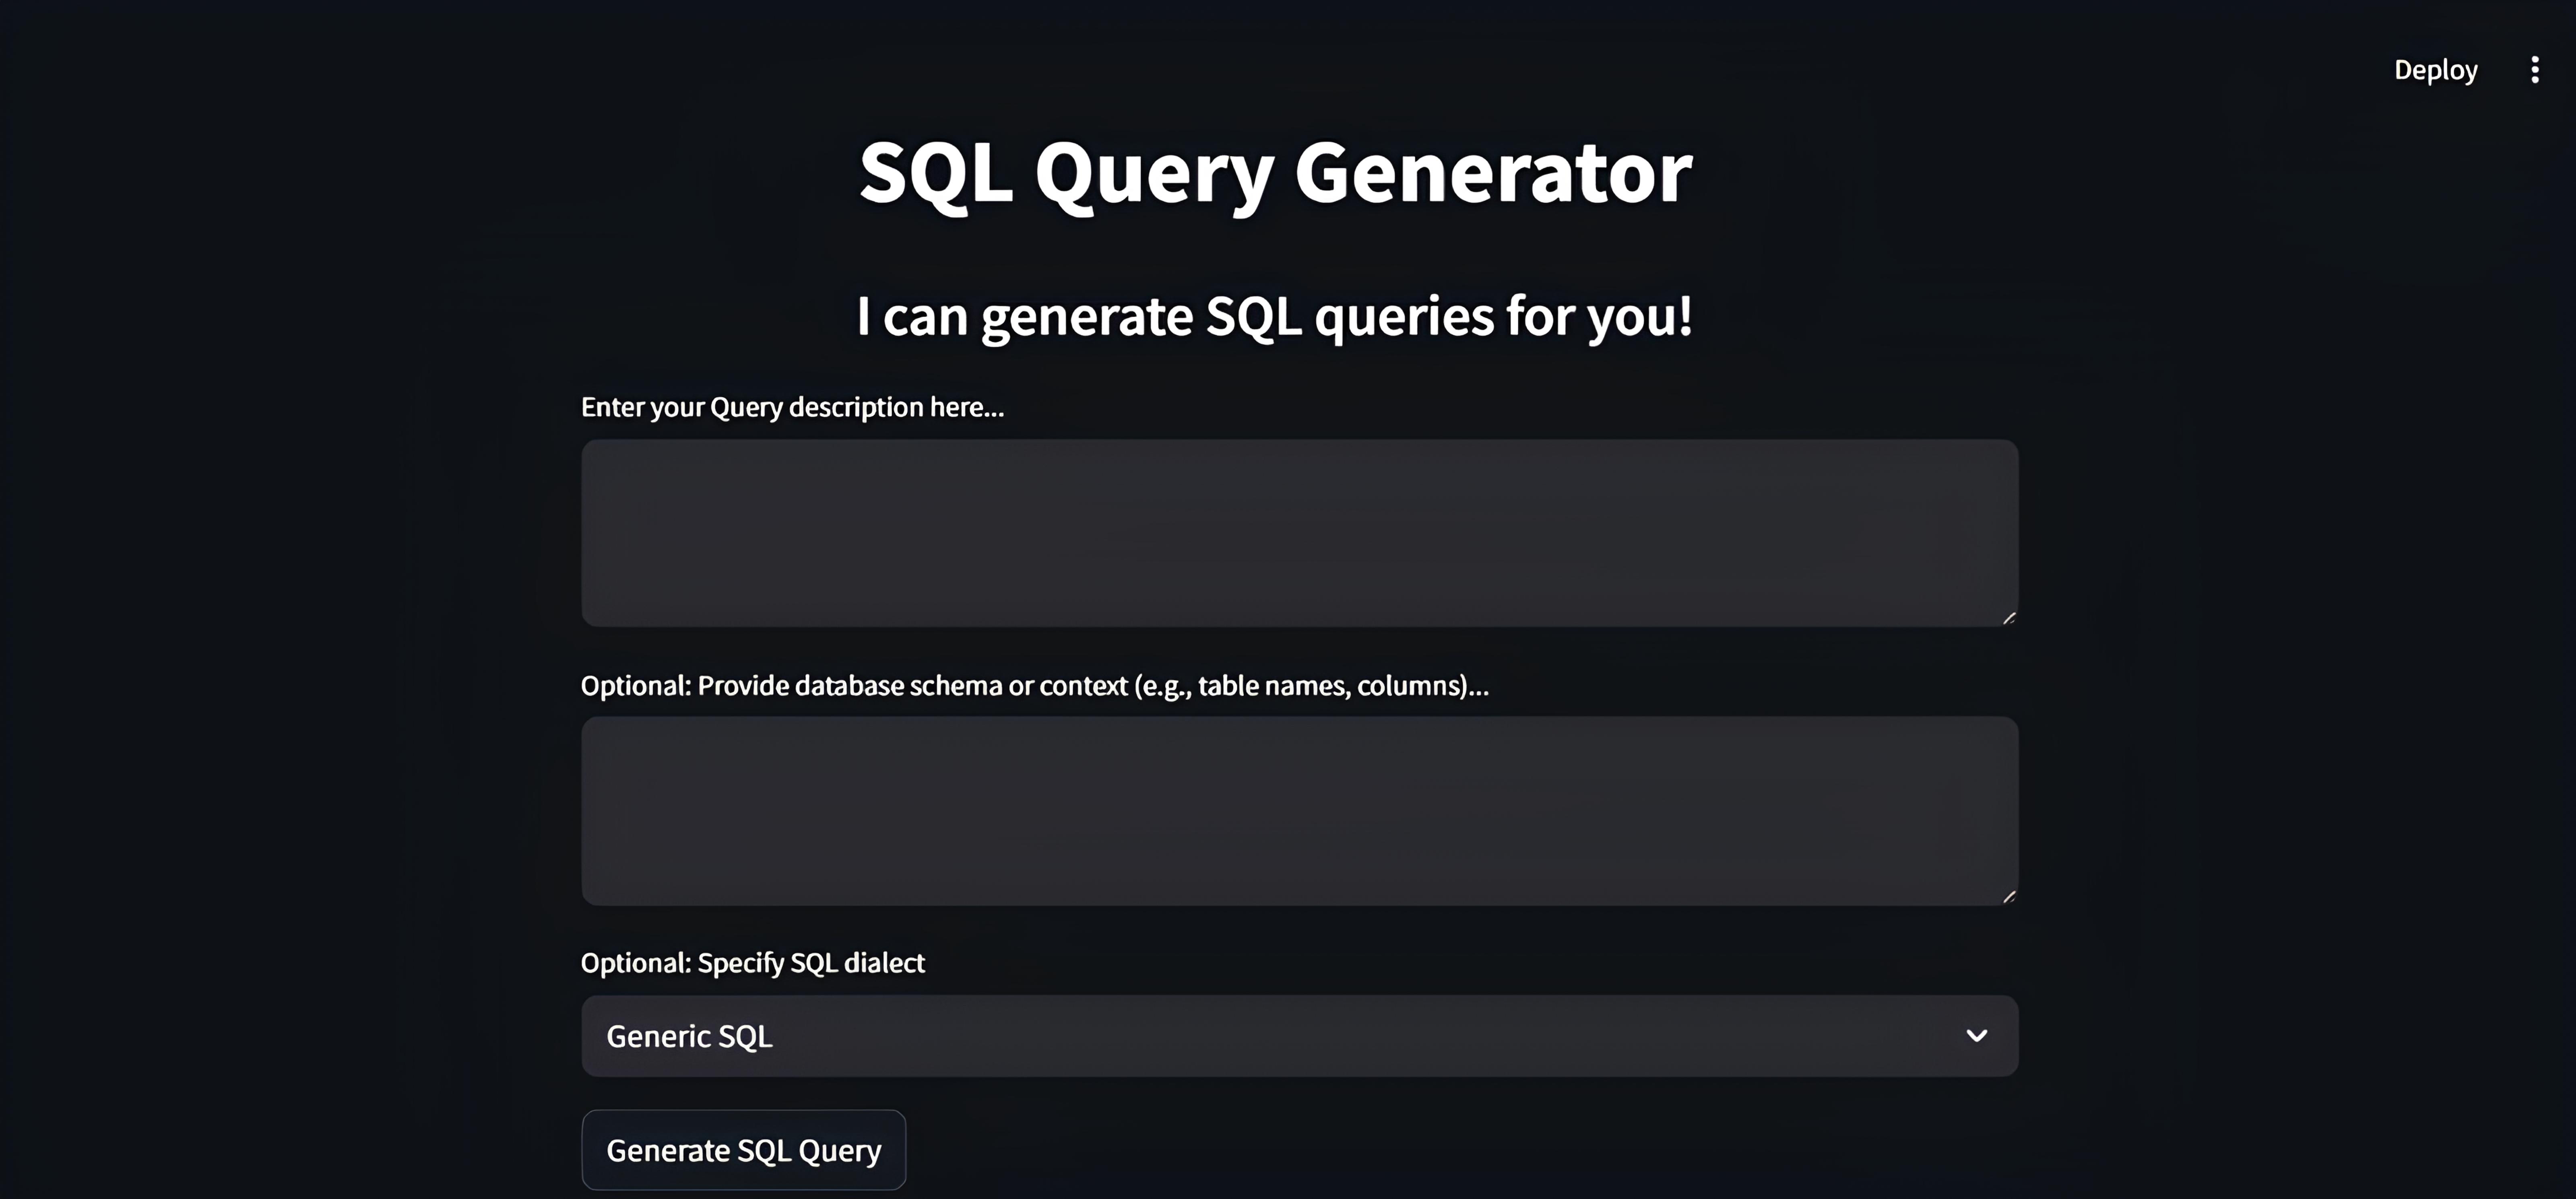 Deploy
SQL Query Generator
I can generate SQL queries for you!
Enter your Query description here...
Optional: Provide database schema or context (e.g., table names, columns)...
Optional: Specify SQL dialect
Generic SQL
Generate SQL Query